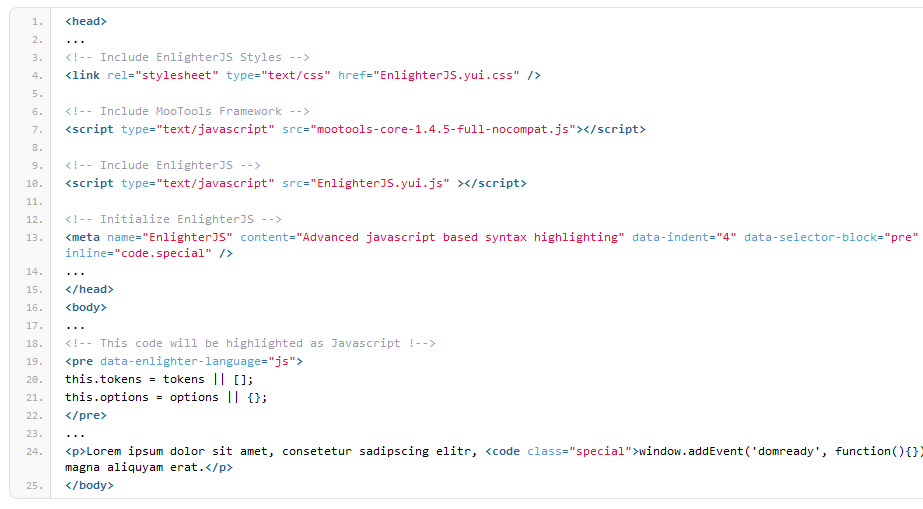 1. <head>
2. ...
3. <!-- Include EnlighterJS Styles -->
4. <link rel="stylesheet" type="text/css" href="EnlighterJS.yui.css" />
5.
6. <!-- Include MooTools Framework -->
7. <script type="text/javascript" src="mootools-core-1.4.5-full-nocompat.js"></script>
8.
9. <!-- Include EnlighterJS -->
10. <script type="text/javascript" src="EnlighterJS.yui.js" ></script>
11.
12. <!-- Initialize EnlighterJS -->
13. <meta name="EnlighterJS" content="Advanced javascript based syntax highlighting" data-indent="4" data-selector-block="pre"
inline="code.special" />
14. ...
15. </head>
16. <body>
17. ...
18. <!-- This code will be highlighted as Javascript !-->
19. <pre data-enlighter-language="js">
20. this.tokens = tokens || [];
21. this.options = options || {};
22. </pre>
23. ...
24. <p>Lorem ipsum dolor sit amet, consetetur sadipscing elitr, <code class="special">window.addEvent('domready', function(){})
magna aliquyam erat.</p>
25. </body>